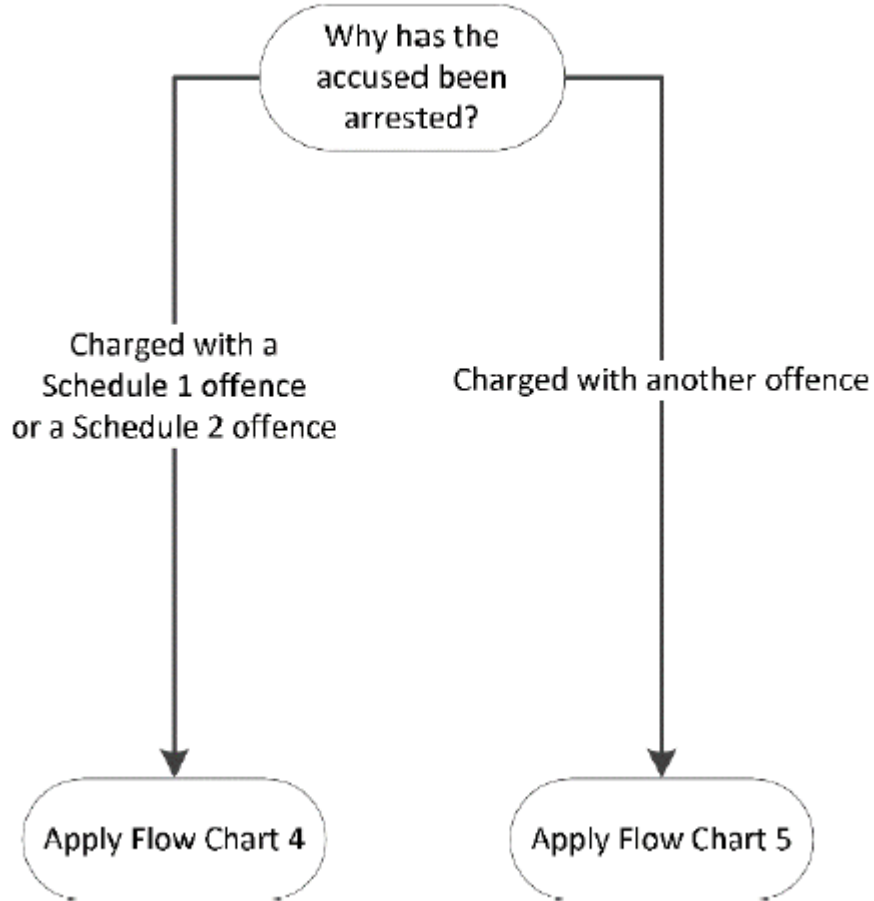 Why has the
accused been
arrested?
Charged with a
Schedule 1 offence
or a Schedule 2 offence
Charged with another offence
Apply Flow Chart 4
Apply Flow Chart 5